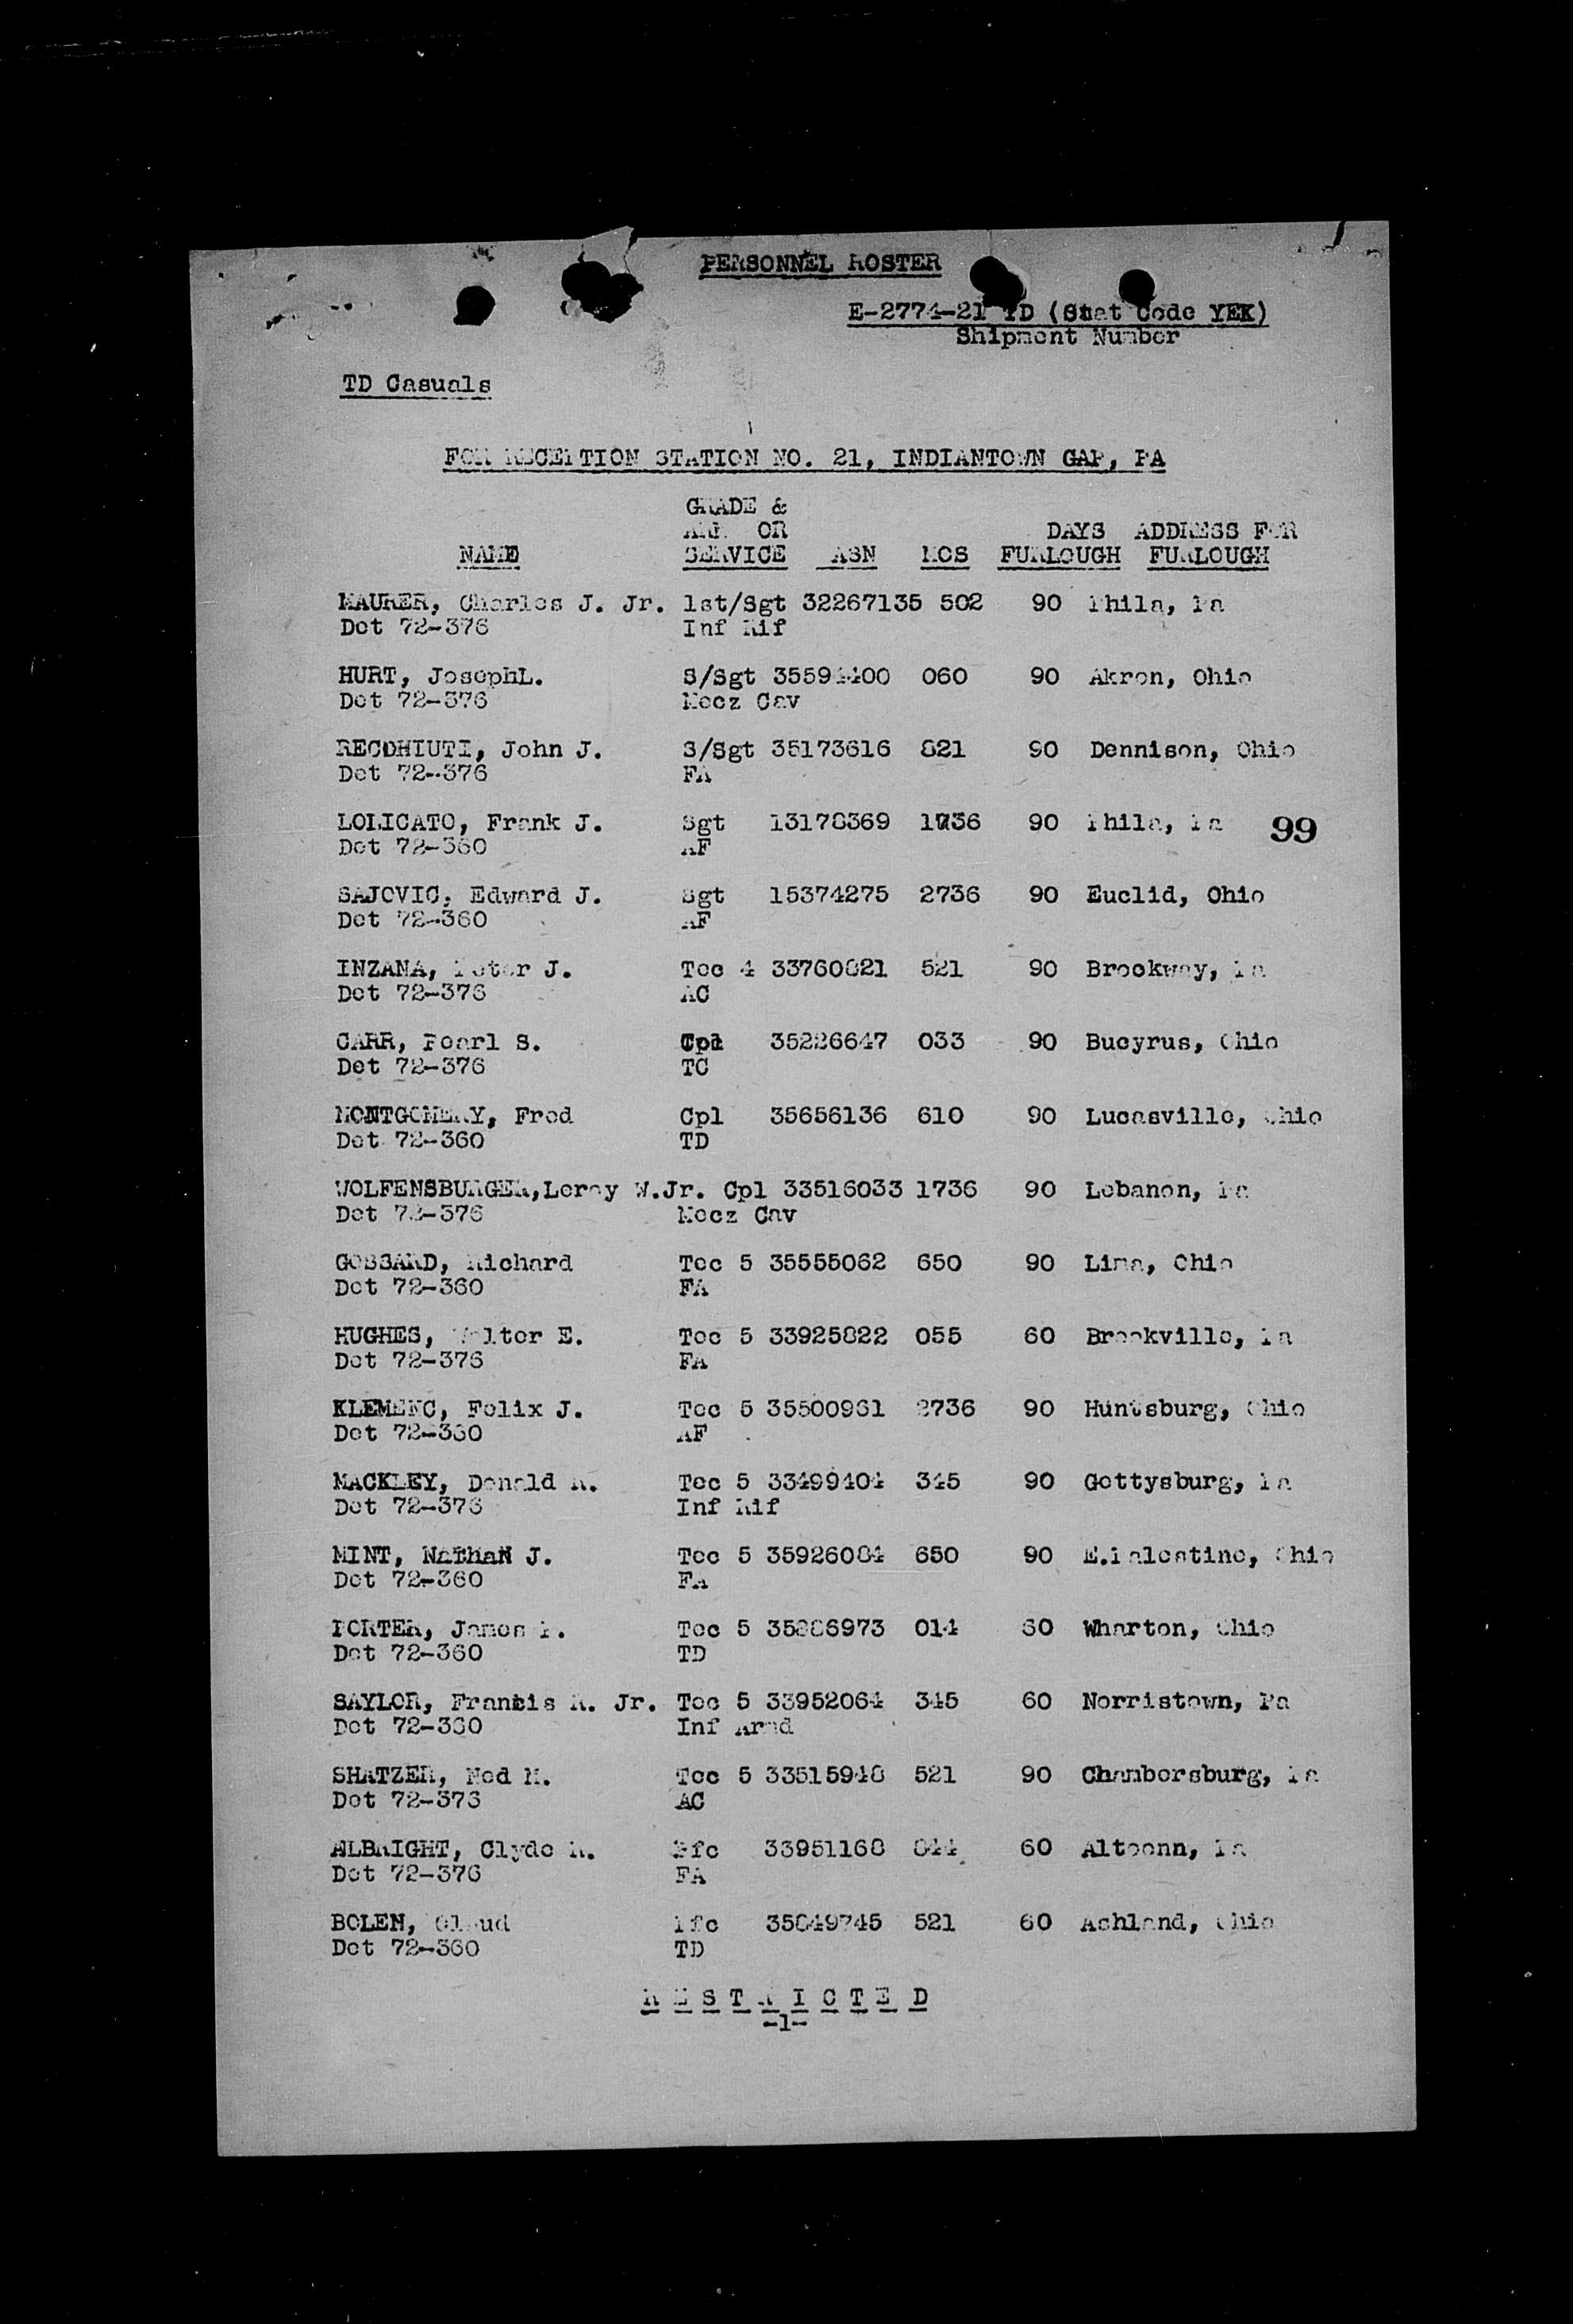 PERSONNEL ROSTER
E-2774-21 TD (Stat Code YEK)
Shipment Number
TD Casuals
FOR RECEPTION STATION NO. 21, INDIANTOWN GAP, PA
GRADE &
ARM OR DAYS ADDRESS FOR
NAME SERVICE ASN MOS FURLOUGH FURLOUGH
MAURER, Charles J. Jr. 1st/Sgt 32267135 502 90 Phila, Pa
Det 72-376 Inf Rif
HURT, JosephL. S/Sgt 35594400 060 90 Akron, Ohio
Det 72-376 Mecz Cav
RECCHIUTI, John J. S/Sgt 35173616 821 90 Dennison, Ohio
Det 72-376 FA
LOLICATO, Frank J. Sgt 13178369 1736 90 Phila, Pa 99
Det 72-360 AF
SAJOVIC, Edward J. Sgt 15374275 2736 90 Euclid, Ohio
Det 72-360 AF
INZANA, Peter J. Tec 4 33760821 521 90 Brockway, Pa
Det 72-376 AC
CARR, Pearl S. Cpl 35226647 033 90 Bucyrus, Ohio
Det 72-376 TC
MONTGOMERY, Fred Cpl 35656136 610 90 Lucasville, Ohio
Det 72-360 TD
WOLFENSBURGER,Leroy W.Jr. Cpl 33516033 1736 90 Lebanon, Pa
Det 72-376 Mecz Cav
GOSSARD, Richard Tec 5 35555062 650 90 Lima, Ohio
Det 72-360 FA
HUGHES, Walter E. Tec 5 33925822 055 60 Brookville, Pa
Det 72-376 FA
KLEMENC, Felix J. Tec 5 35500961 2736 90 Huntsburg, Ohio
Det 72-360 AF
MACKLEY, Donald R. Tec 5 33499404 345 90 Gettysburg, Pa
Det 72-376 Inf Rif
MINT, NathaN J. Tec 5 35926084 650 90 E.Palestine, Ohio
Det 72-360 FA
PORTER, James P. Tec 5 014 60 Wharton, Ohio
Det 72-360 TD
SAYLOR, Francis R. Jr. Tec 5 33952064 345 60 Norristown, Pa
Det 72-360 Inf Armd
SHATZER, Ned M. Tec 5 33515948 521 90 Chambersburg, Pa
Det 72-376 AC
ALBRIGHT, Clyde R. Pfc 33951168 844 60 Altoona, Pa
Det 72-376 FA
BOLEN, Cloud Pfc 35849745 521 60 Ashland, Ohio
Det 72-360 TD
R E S T R I C T E D
-1-